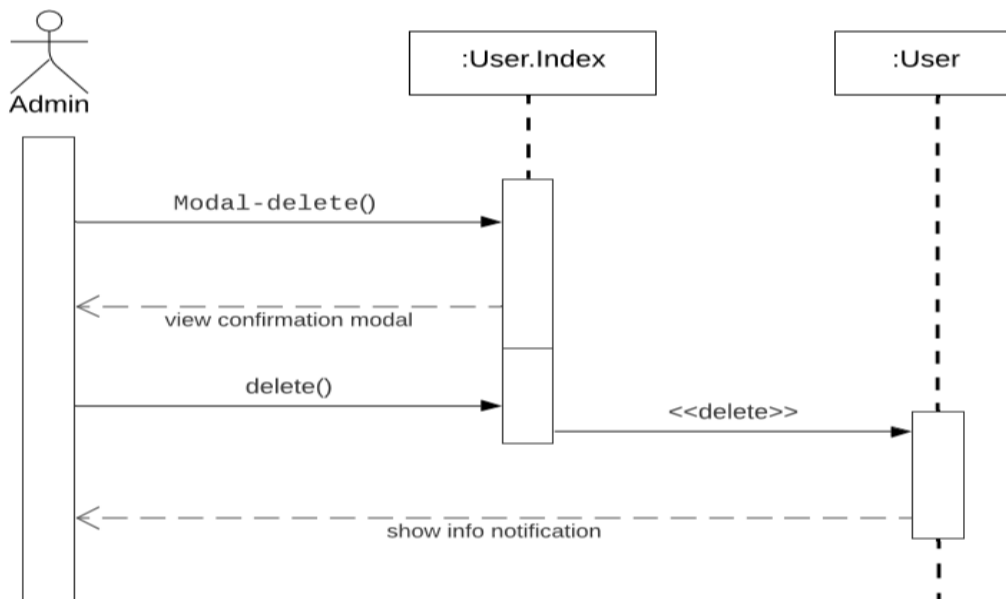 :User.Index
:User
Admin
Modal-delete()
view confirmation modal
delete()
<<delete>>
show info notification